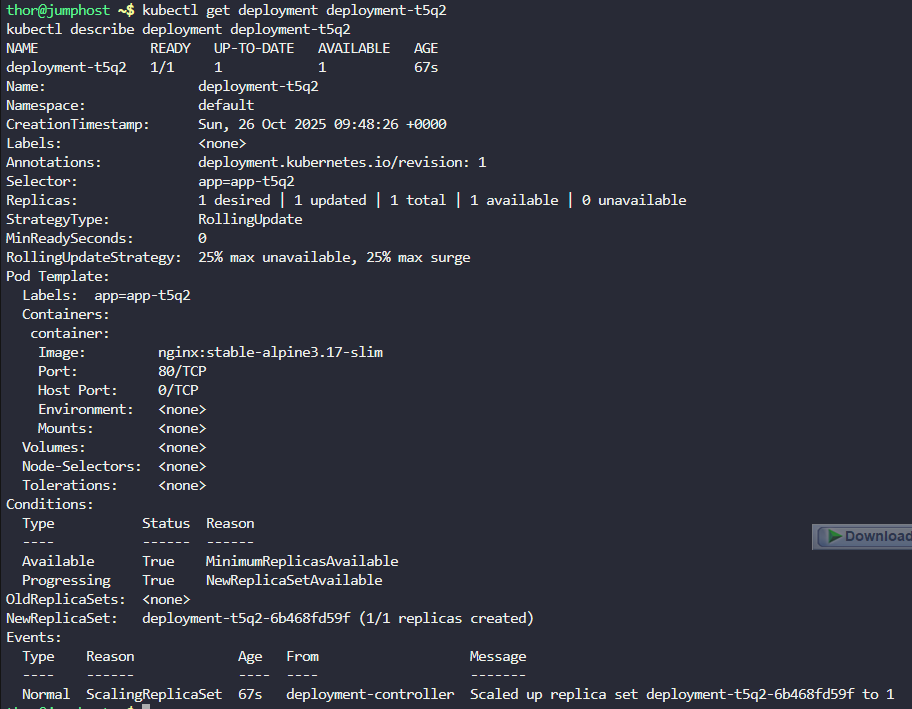 thor@jumphost ~$ kubectl get deployment deployment-t5q2
kubectl describe deployment deployment-t5q2
NAME              READY   UP-TO-DATE   AVAILABLE   AGE
deployment-t5q2   1/1     1            1           67s
Name:                   deployment-t5q2
Namespace:              default
CreationTimestamp:      Sun, 26 Oct 2025 09:48:26 +0000
Labels:                 <none>
Annotations:            deployment.kubernetes.io/revision: 1
Selector:               app=app-t5q2
Replicas:               1 desired | 1 updated | 1 total | 1 available | 0 unavailable
StrategyType:           RollingUpdate
MinReadySeconds:        0
RollingUpdateStrategy:  25% max unavailable, 25% max surge
Pod Template:
  Labels:  app=app-t5q2
  Containers:
   container:
    Image:         nginx:stable-alpine3.17-slim
    Port:          80/TCP
    Host Port:     0/TCP
    Environment:   <none>
    Mounts:        <none>
  Volumes:         <none>
  Node-Selectors:  <none>
  Tolerations:     <none>
Conditions:
  Type           Status  Reason
  ----           ------  ------
  Available      True    MinimumReplicasAvailable
  Progressing    True    NewReplicaSetAvailable
OldReplicaSets:  <none>
NewReplicaSet:   deployment-t5q2-6b468fd59f (1/1 replicas created)
Events:
  Type    Reason             Age   From                   Message
  ----    ------             ----  ----                   -------
  Normal  ScalingReplicaSet  67s   deployment-controller  Scaled up replica set deployment-t5q2-6b468fd59f to 1
Download